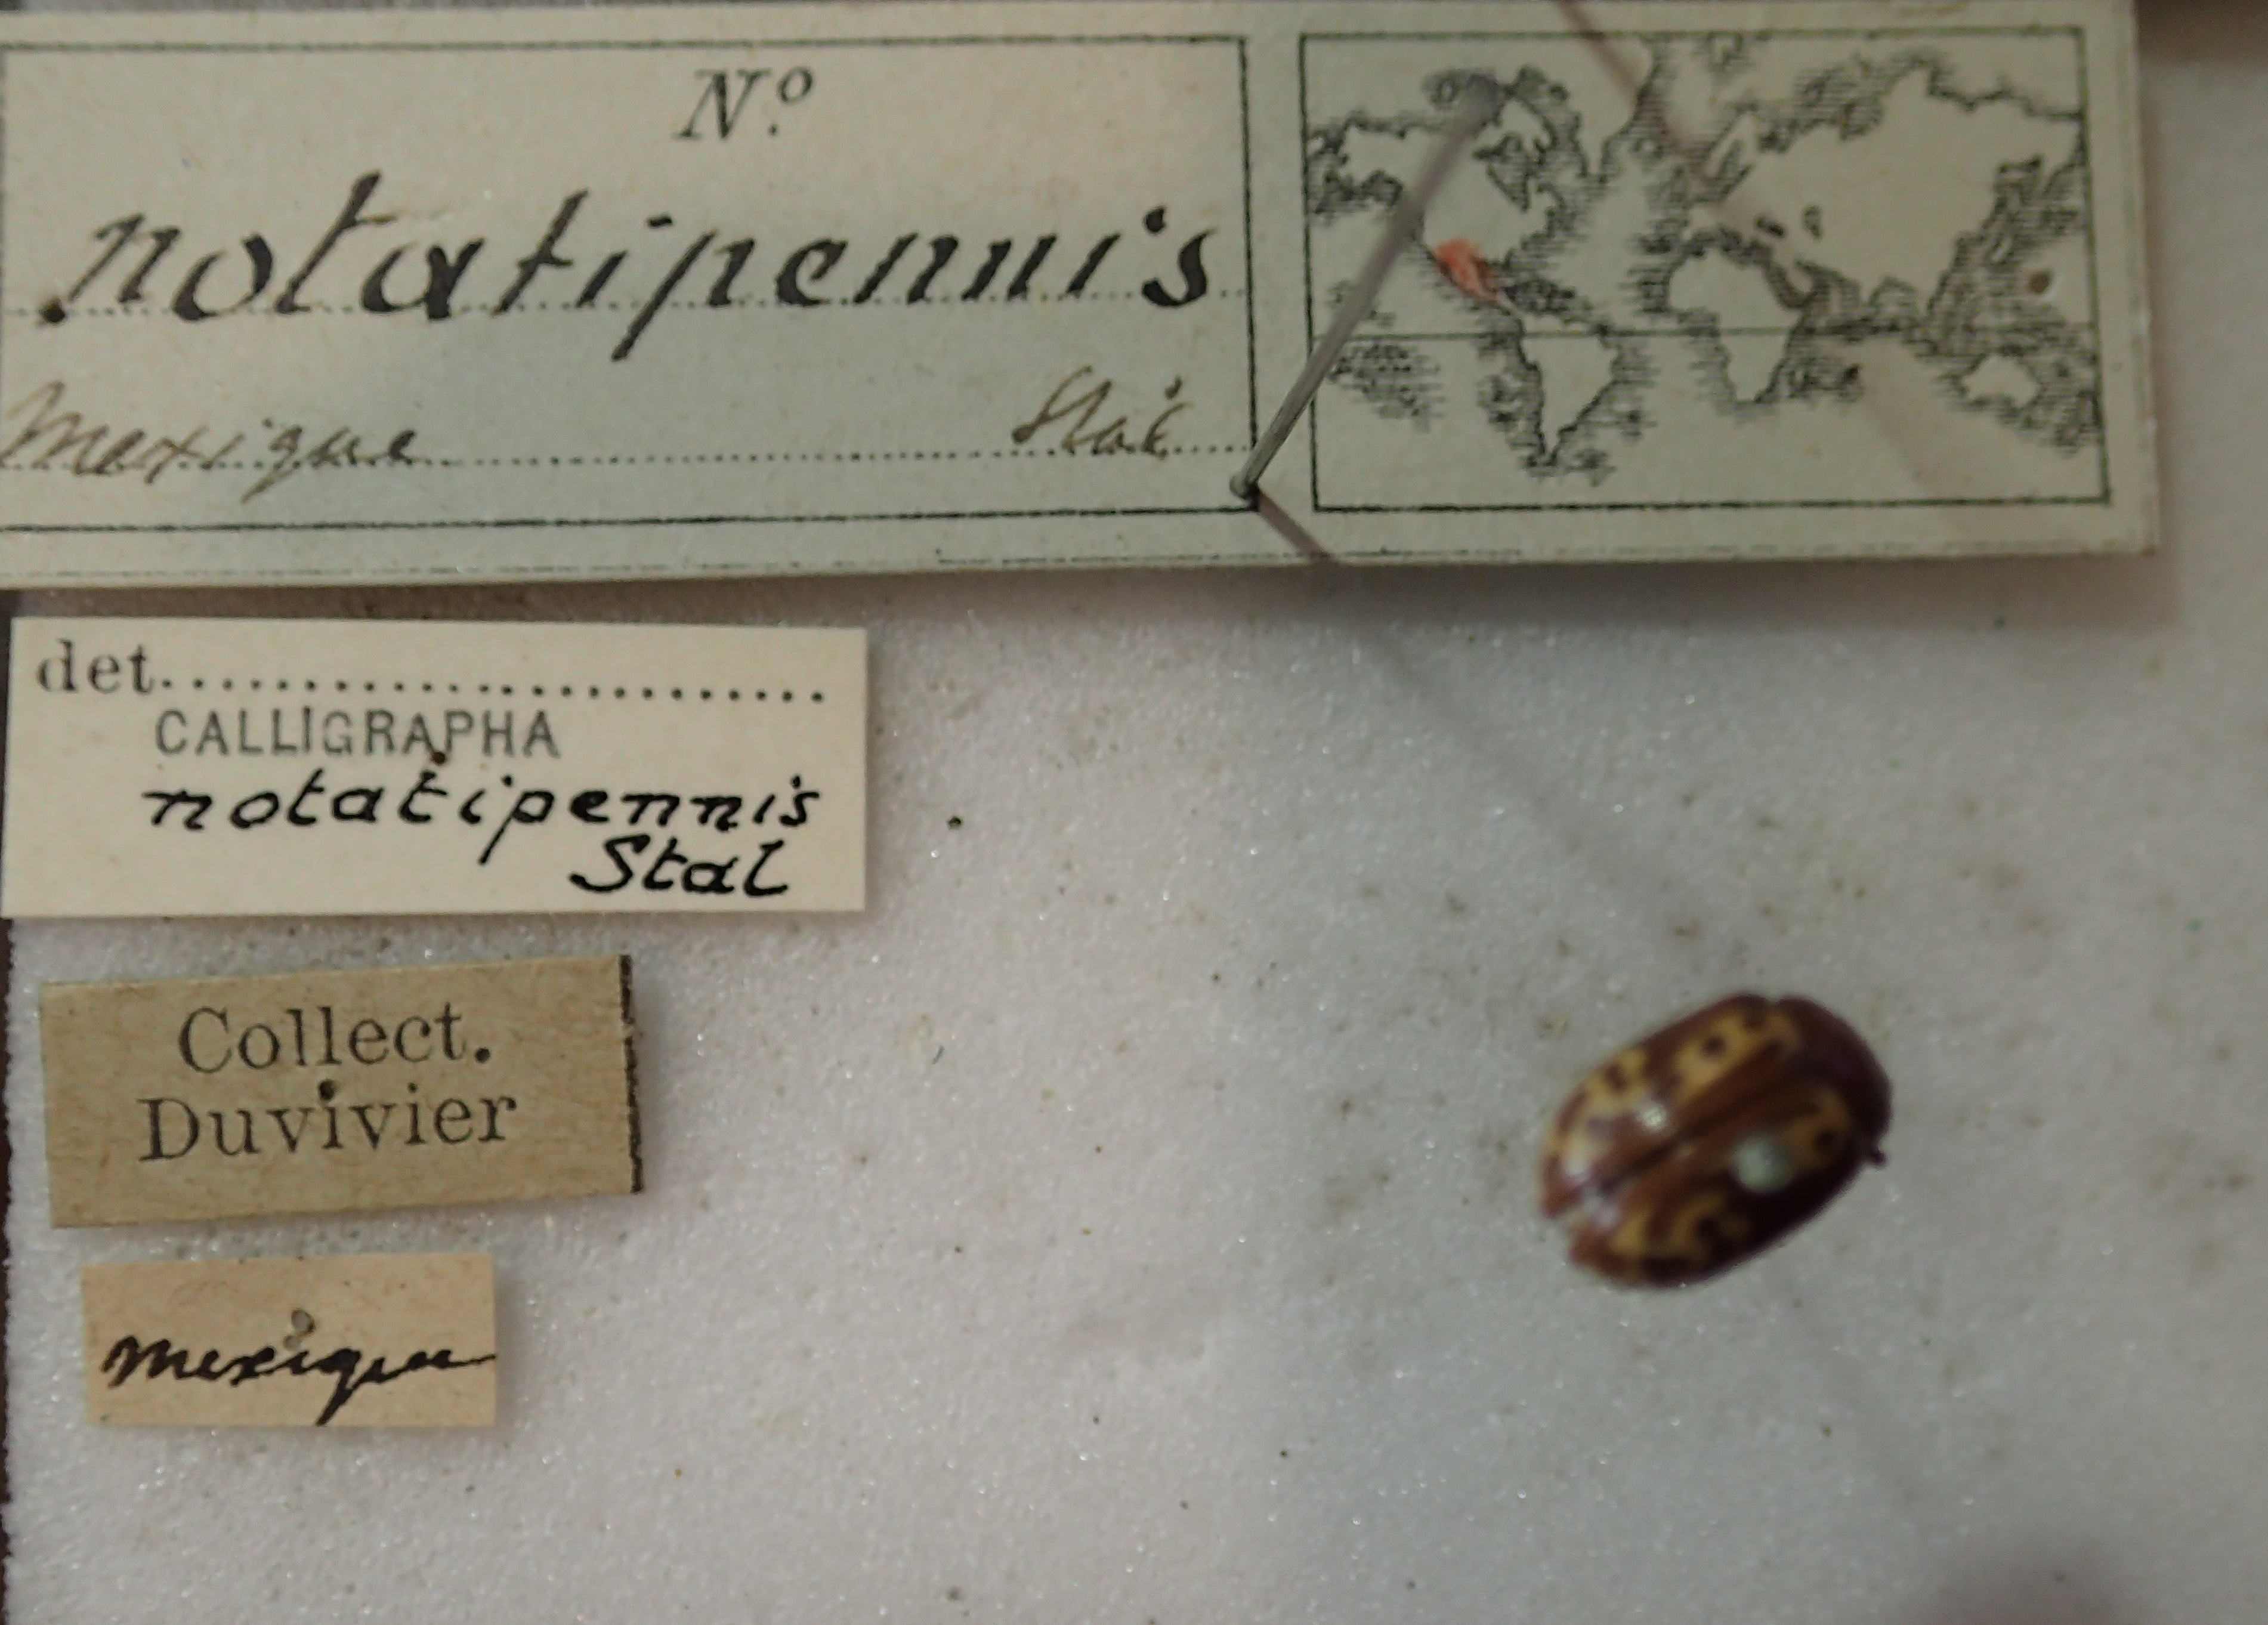 N.º
notatipennis
Mexique Stål
det..........................
CALLIGRAPHA
notatipennis
Stal
Collect.
Duvivier
Mexique